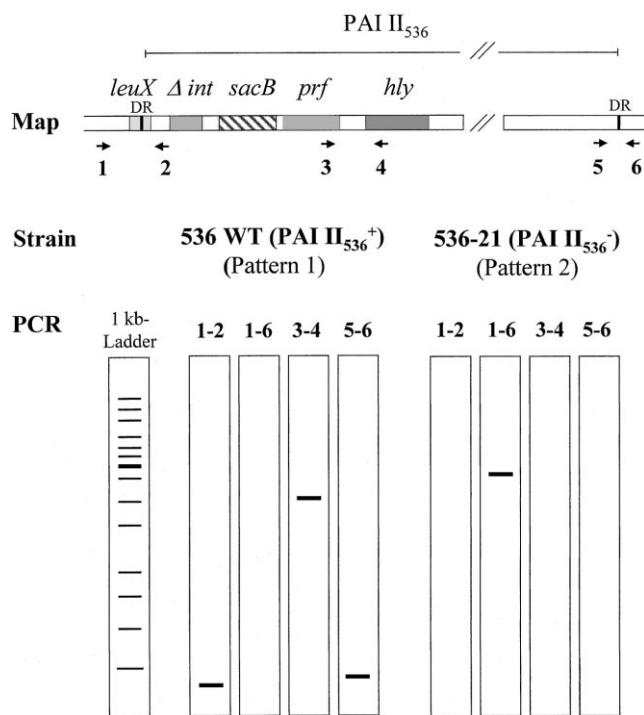 PAI II536
leuX Δ int sacB prf hly
DR DR
Map
1 2 3 4 5 6
Strain 536 WT (PAI II536+) 536-21 (PAI II536-)
(Pattern 1) (Pattern 2)
PCR 1 kb- 1-2 1-6 3-4 5-6 1-2 1-6 3-4 5-6
Ladder